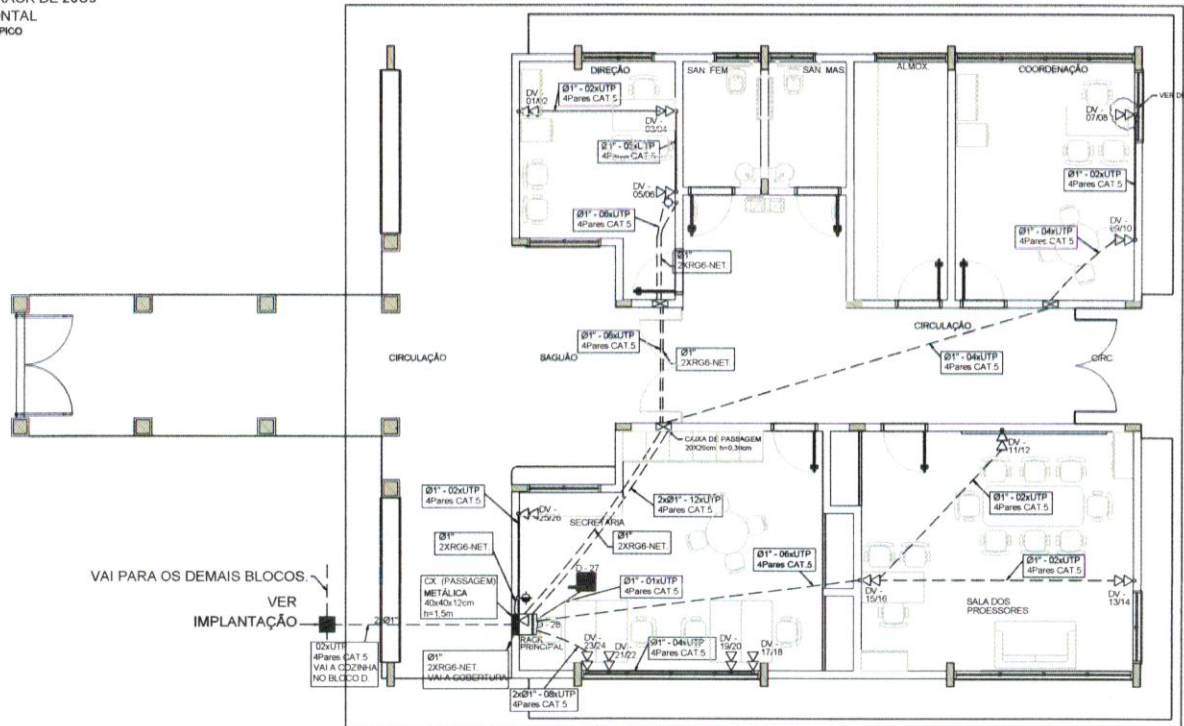 RACK DE 20Us
ONTAL
PICO
DIREÇÃO
SAN FEM
SAN MAS
ALMOX.
COORDENAÇÃO
DV -
01/02
Ø1" - 02xUTP
4Pares CAT.5
DV -
03/04
VER DE
DV -
07/08
Ø1" -
4Pares CAT.5
DV -
05/06
Ø1" - 02xUTP
4Pares CAT.5
Ø1" - 06xUTP
4Pares CAT.5
Ø1" - 04xUTP
4Pares CAT.5
DV -
09/10
Ø1"
2XRG6-NET.
CIRCULAÇÃO
SAGUÃO
Ø1" - 06xUTP
4Pares CAT.5
Ø1"
2XRG6-NET.
CIRCULAÇÃO
Ø1" - 04xUTP
4Pares CAT.5
CIRC.
CAIXA DE PASSAGEM
20X20cm h=0,30cm
DV -
11/12
Ø1" - 02xUTP
4Pares CAT.5
DV -
25/26
2xØ1" - 12xUTP
4Pares CAT.5
Ø1" - 02xUTP
4Pares CAT.5
SECRETARIA
Ø1"
2XRG6-NET.
Ø1"
2XRG6-NET.
Ø1" - 06xUTP
4Pares CAT.5
Ø1" - 02xUTP
4Pares CAT.5
VAI PARA OS DEMAIS BLOCOS.
CX (PASSAGEM)
METÁLICA
40x40x12cm
h=1,5m
D - 27
Ø1" - 01xUTP
4Pares CAT.5
DV -
15/16
DV -
13/14
VER
IMPLANTAÇÃO
2xØ1"
- 28
RACK
PRINCIPAL
SALA DOS
PROESSORES
02xUTP
4Pares CAT.5
VAI A COZINHA
NO BLOCO D.
Ø1"
2XRG6-NET.
VAI A COBERTURA
DV -
23/24
DV -
21/22
Ø1" - 04xUTP
4Pares CAT.5
DV -
19/20
DV -
17/18
2xØ1" - 08xUTP
4Pares CAT.5